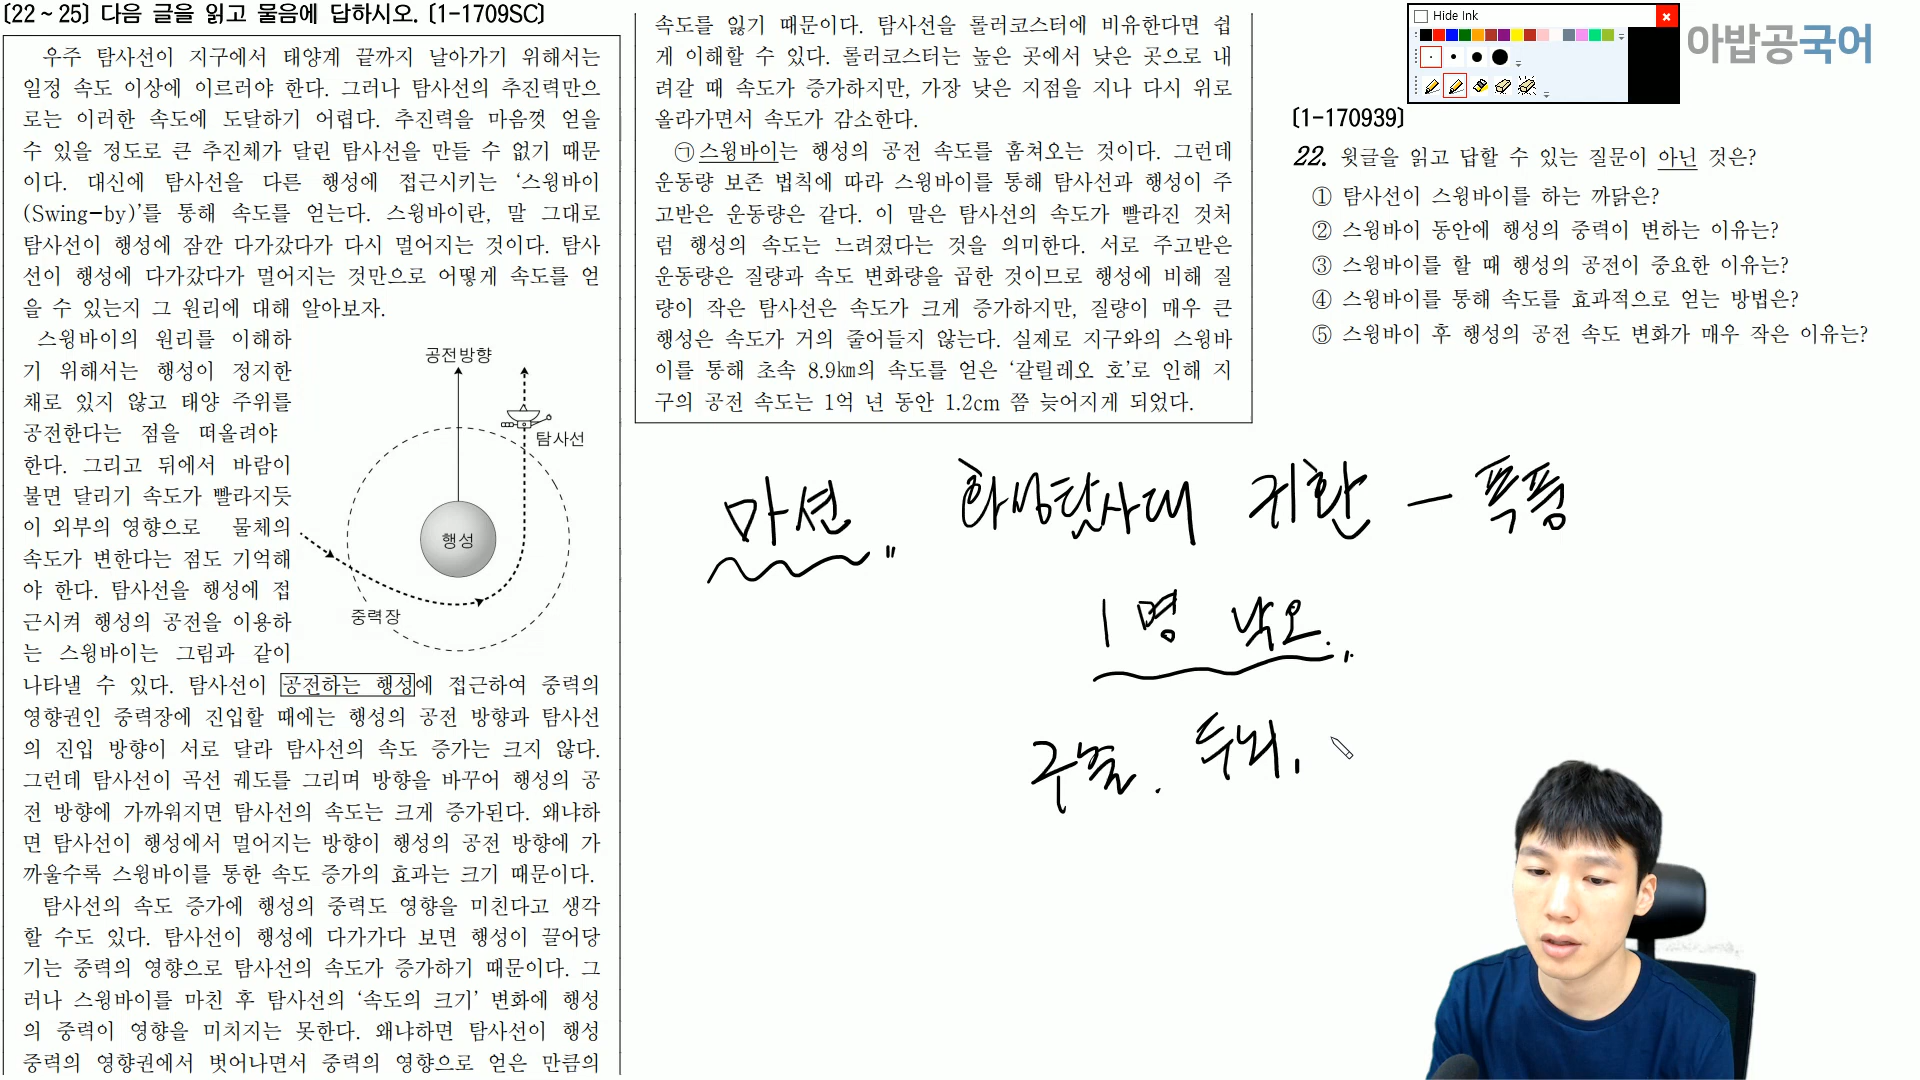 [22~25] 다음 글을 읽고 물음에 답하시오. [1-1709SC]
우주 탐사선이 지구에서 태양계 끝까지 날아가기 위해서는
일정 속도 이상에 이르러야 한다. 그러나 탐사선의 추진력만으
로는 이러한 속도에 도달하기 어렵다. 추진력을 마음껏 얻을
수 있을 정도로 큰 추진체가 달린 탐사선을 만들 수 없기 때문
이다. 대신에 탐사선을 다른 행성에 접근시키는 ‘스윙바이
(Swing-by)’를 통해 속도를 얻는다. 스윙바이란, 말 그대로
탐사선이 행성에 잠깐 다가갔다가 다시 멀어지는 것이다. 탐사
선이 행성에 다가갔다가 멀어지는 것만으로 어떻게 속도를 얻
을 수 있는지 그 원리에 대해 알아보자.
스윙바이의 원리를 이해하
기 위해서는 행성이 정지한
채로 있지 않고 태양 주위를
공전한다는 점을 떠올려야
한다. 그리고 뒤에서 바람이
불면 달리기 속도가 빨라지듯
이 외부의 영향으로 물체의
속도가 변한다는 점도 기억해
야 한다. 탐사선을 행성에 접
근시켜 행성의 공전을 이용하
는 스윙바이는 그림과 같이
나타낼 수 있다. 탐사선이 공전하는 행성에 접근하여 중력의
영향권인 중력장에 진입할 때에는 행성의 공전 방향과 탐사선
의 진입 방향이 서로 달라 탐사선의 속도 증가는 크지 않다.
그런데 탐사선이 곡선 궤도를 그리며 방향을 바꾸어 행성의 공
전 방향에 가까워지면 탐사선의 속도는 크게 증가된다. 왜냐하
면 탐사선이 행성에서 멀어지는 방향이 행성의 공전 방향에 가
까울수록 스윙바이를 통한 속도 증가의 효과는 크기 때문이다.
탐사선의 속도 증가에 행성의 중력도 영향을 미친다고 생각
할 수도 있다. 탐사선이 행성에 다가가다 보면 행성이 끌어당
기는 중력의 영향으로 탐사선의 속도가 증가하기 때문이다. 그
러나 스윙바이를 마친 후 탐사선의 ‘속도의 크기’ 변화에 행성
의 중력이 영향을 미치지는 못한다. 왜냐하면 탐사선이 행성
중력의 영향권에서 벗어나면서 중력의 영향으로 얻은 만큼의
공전방향
탐사선
행성
중력장
속도를 잃기 때문이다. 탐사선을 롤러코스터에 비유한다면 쉽
게 이해할 수 있다. 롤러코스터는 높은 곳에서 낮은 곳으로 내
려갈 때 속도가 증가하지만, 가장 낮은 지점을 지나 다시 위로
올라가면서 속도가 감소한다.
㉠스윙바이는 행성의 공전 속도를 훔쳐오는 것이다. 그런데
운동량 보존 법칙에 따라 스윙바이를 통해 탐사선과 행성이 주
고받은 운동량은 같다. 이 말은 탐사선의 속도가 빨라진 것처
럼 행성의 속도는 느려졌다는 것을 의미한다. 서로 주고받은
운동량은 질량과 속도 변화량을 곱한 것이므로 행성에 비해 질
량이 작은 탐사선은 속도가 크게 증가하지만, 질량이 매우 큰
행성은 속도가 거의 줄어들지 않는다. 실제로 지구와의 스윙바
이를 통해 초속 8.9㎞의 속도를 얻은 ‘갈릴레오 호’로 인해 지
구의 공전 속도는 1억 년 동안 1.2cm 쯤 늦어지게 되었다.
마션 화성탐사대 귀환 - 폭풍
1명 낙오.
Hide Ink
아밥공국어
[1-170939]
22. 윗글을 읽고 답할 수 있는 질문이 아닌 것은?
① 탐사선이 스윙바이를 하는 까닭은?
② 스윙바이 동안에 행성의 중력이 변하는 이유는?
③ 스윙바이를 할 때 행성의 공전이 중요한 이유는?
④ 스윙바이를 통해 속도를 효과적으로 얻는 방법은?
⑤ 스윙바이 후 행성의 공전 속도 변화가 매우 작은 이유는?